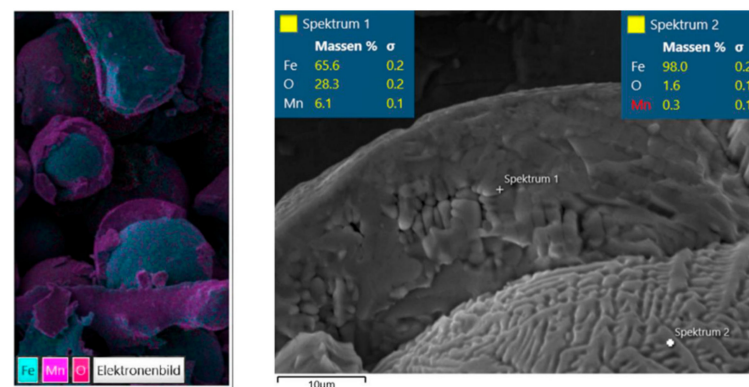 Fe Mn O Elektronenbild
Spektrum 1
Massen % σ
Fe 65.6 0.2
O 28.3 0.2
Mn 6.1 0.1
Spektrum 2
Massen % σ
Fe 98.0 0.2
O 1.6 0.1
Mn 0.3 0.1
Spektrum 1
Spektrum 2
10µm